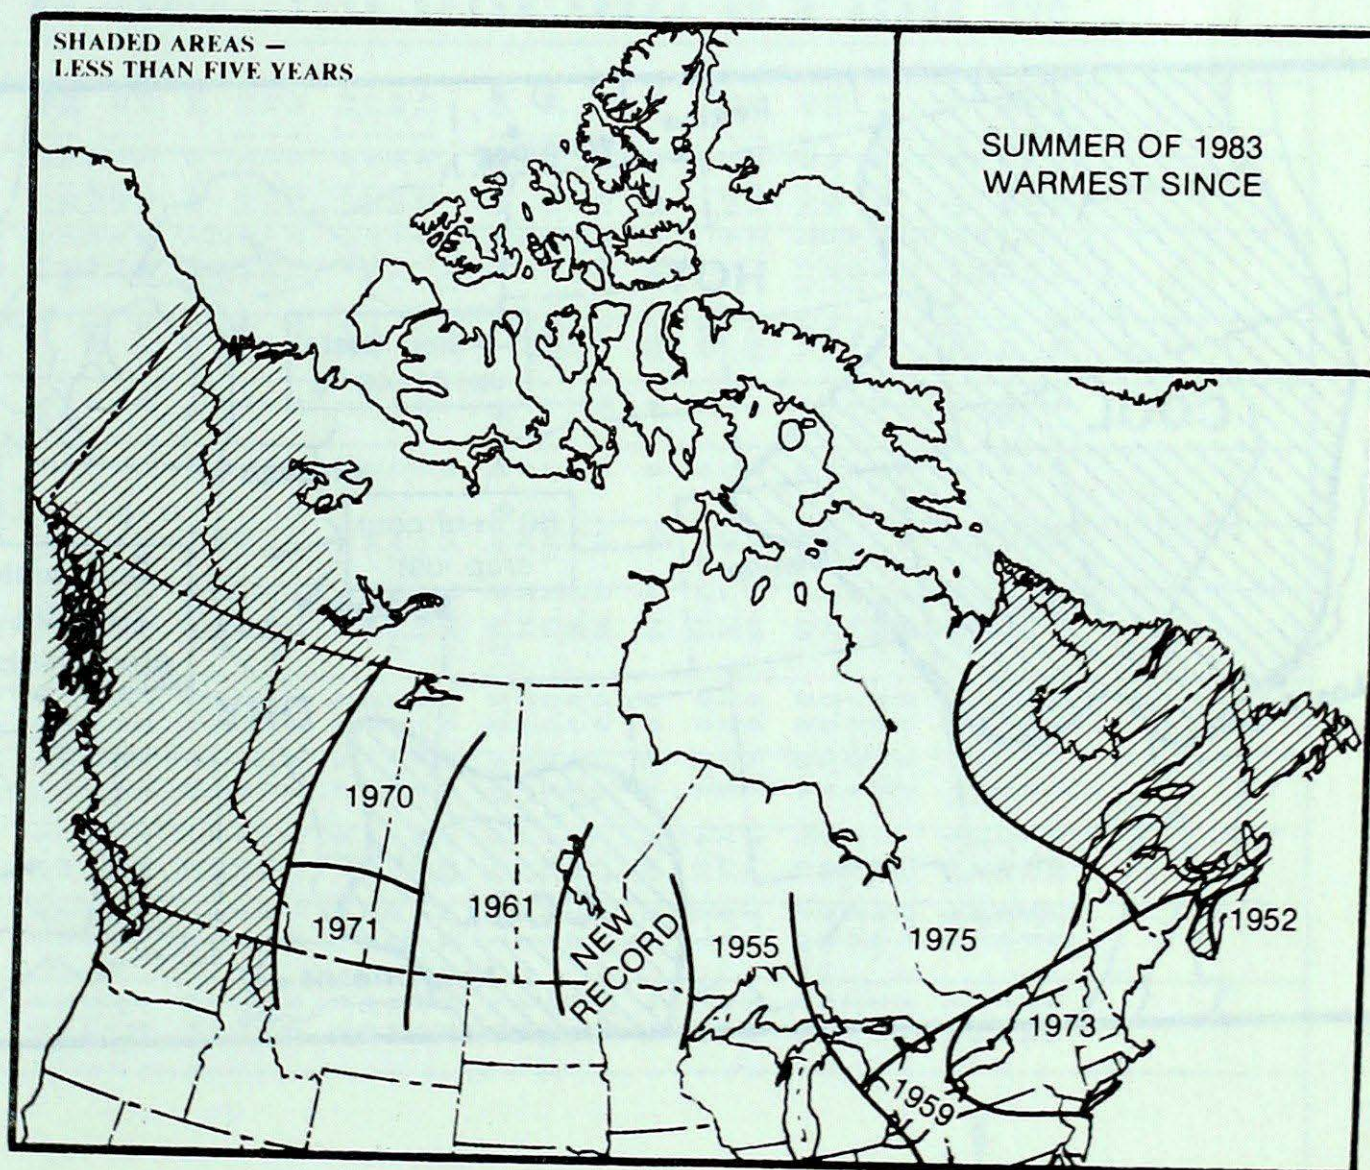 SHADED AREAS –
LESS THAN FIVE YEARS
SUMMER OF 1983
WARMEST SINCE
1970
1971
1961
NEW
RECORD
1955
1975
1952
1973
1959